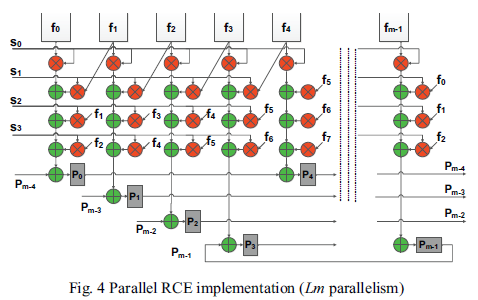 f0 f1 f2 f3 f4 fm-1
S0
S1 f5 f0
S2 f1 f3 f4 f5 f6 f1
S3 f2 f4 f5 f6 f7 f2
Pm-4 P0 P4 Pm-4
Pm-3 P1 Pm-3
Pm-2 P2 Pm-2
Pm-1 P3 Pm-1
Fig. 4 Parallel RCE implementation (Lm parallelism)